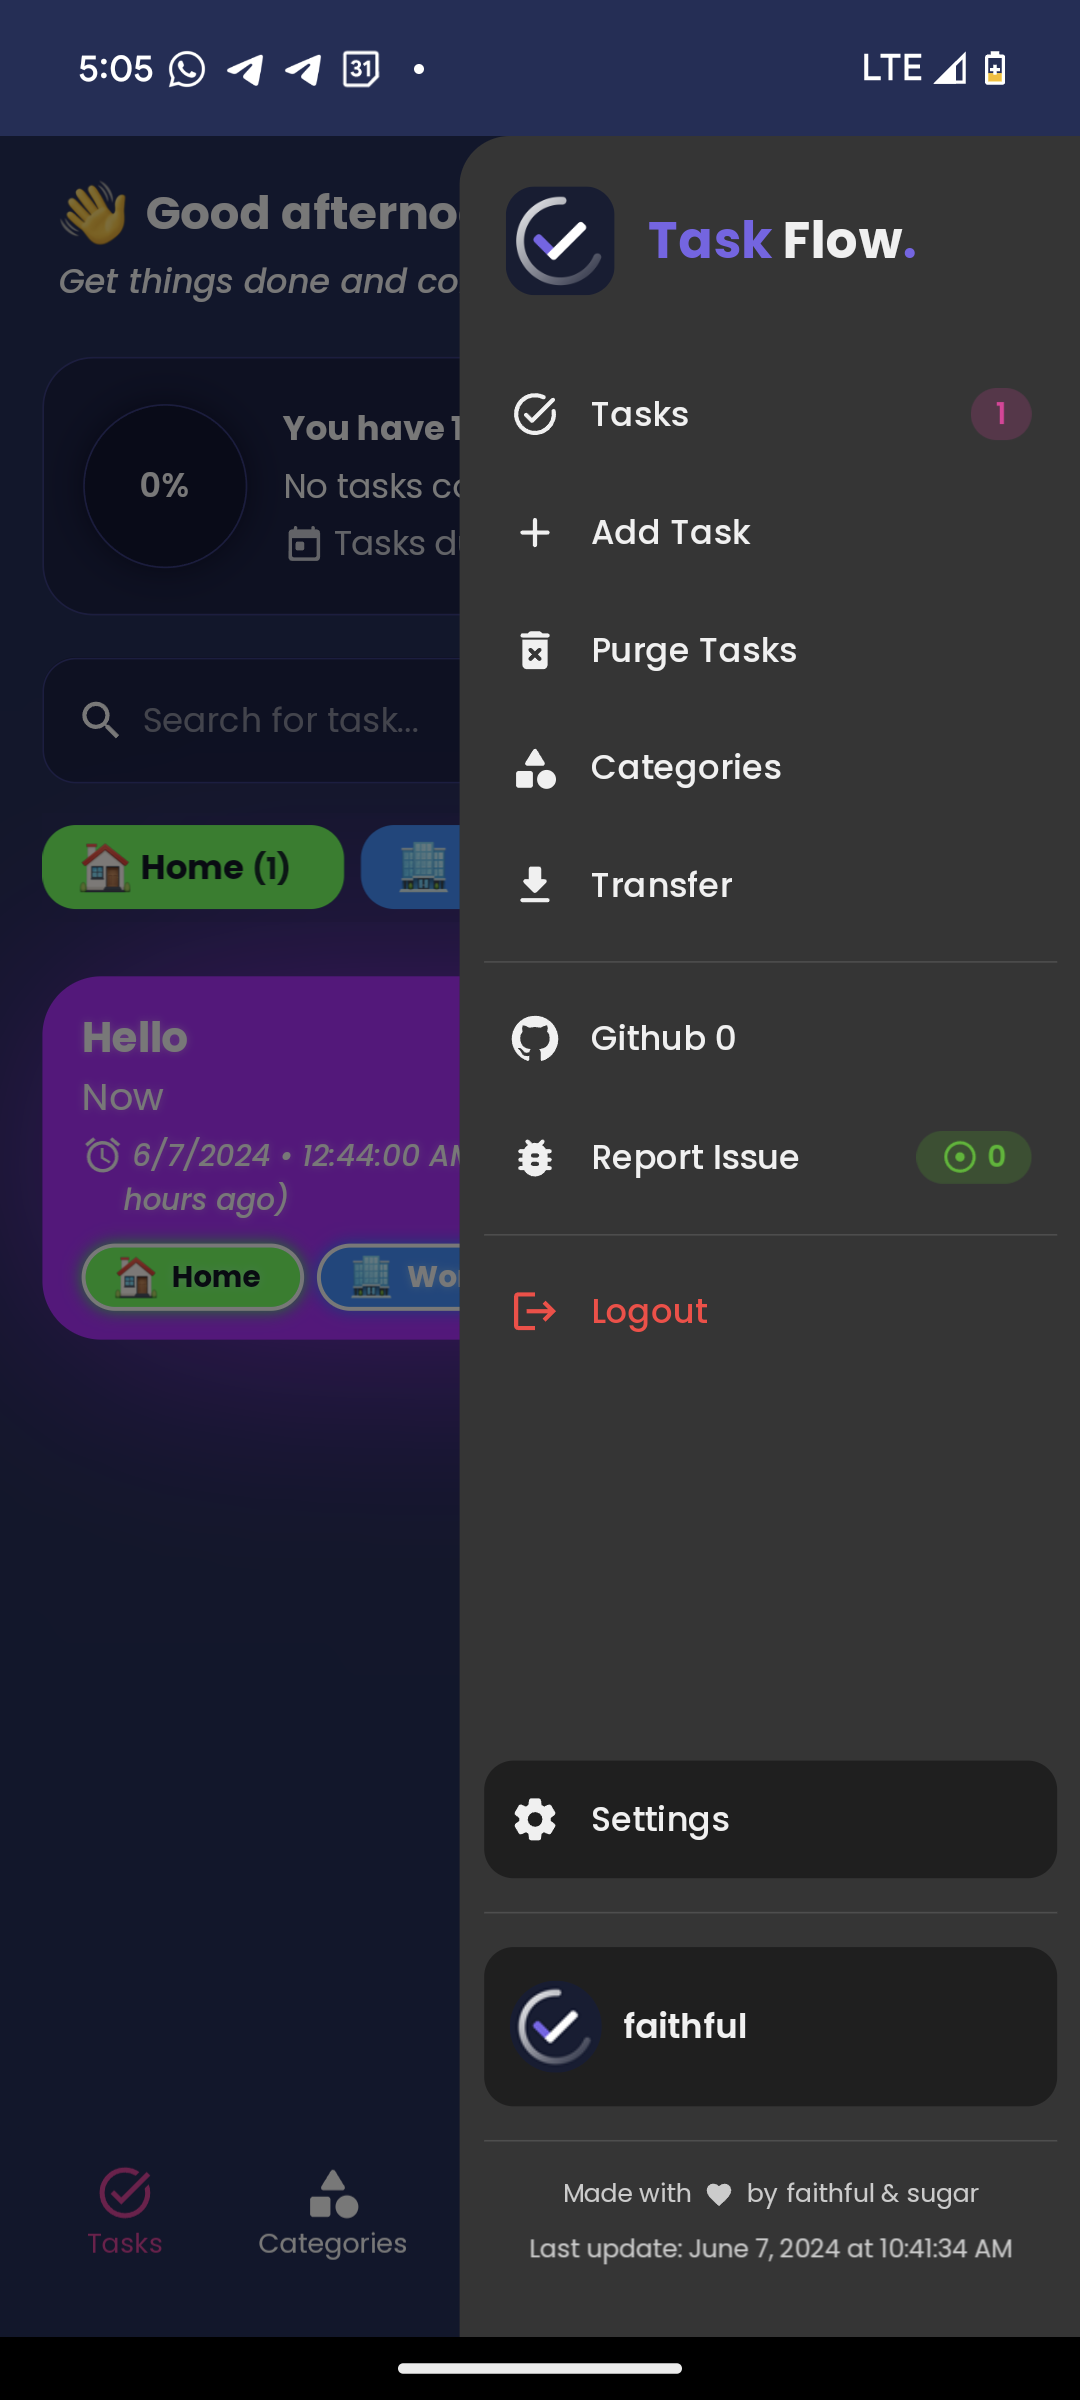 5:05
31
LTE
Good afterno
Get things done and co
0%
You have 1
No tasks co
Tasks d
Search for task...
Home (1)
Hello
Now
6/7/2024 • 12:44:00 AM
hours ago)
Home
Wo
Tasks
Categories
Task Flow.
Tasks
1
Add Task
Purge Tasks
Categories
Transfer
Github 0
Report Issue
0
Logout
Settings
faithful
Made with by faithful & sugar
Last update: June 7, 2024 at 10:41:34 AM